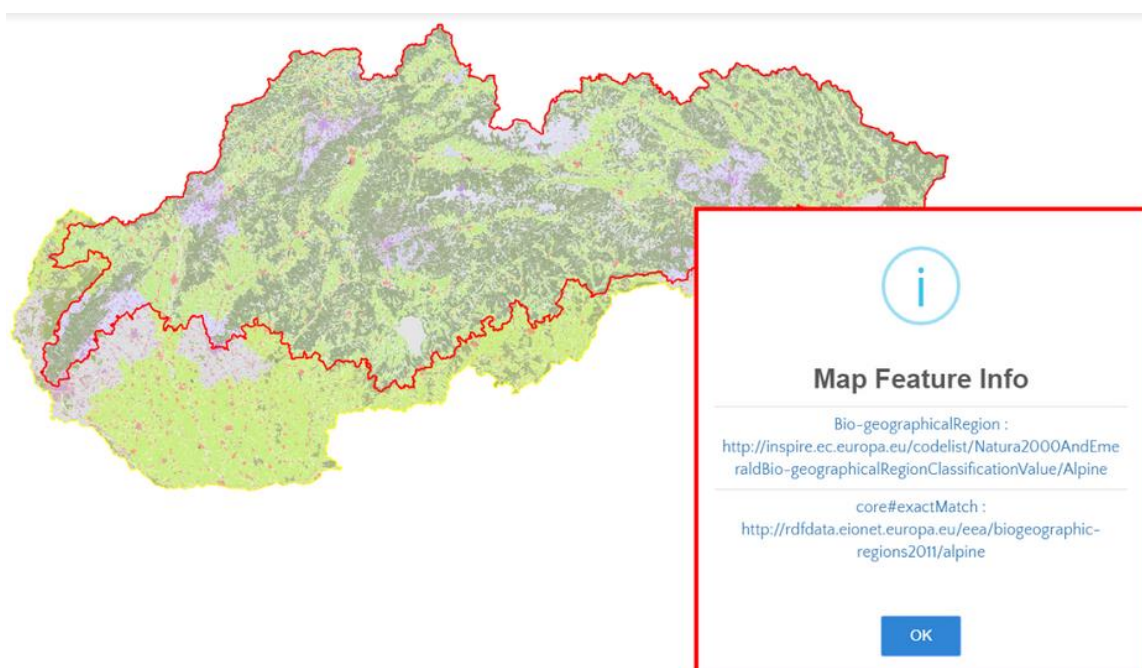 i
Map Feature Info
Bio-geographicalRegion :
http://inspire.ec.europa.eu/codelist/Natura2000AndEme
raldBio-geographicalRegionClassificationValue/Alpine
core#exactMatch :
http://rdfdata.eionet.europa.eu/eea/biogeographic-
regions2011/alpine
OK